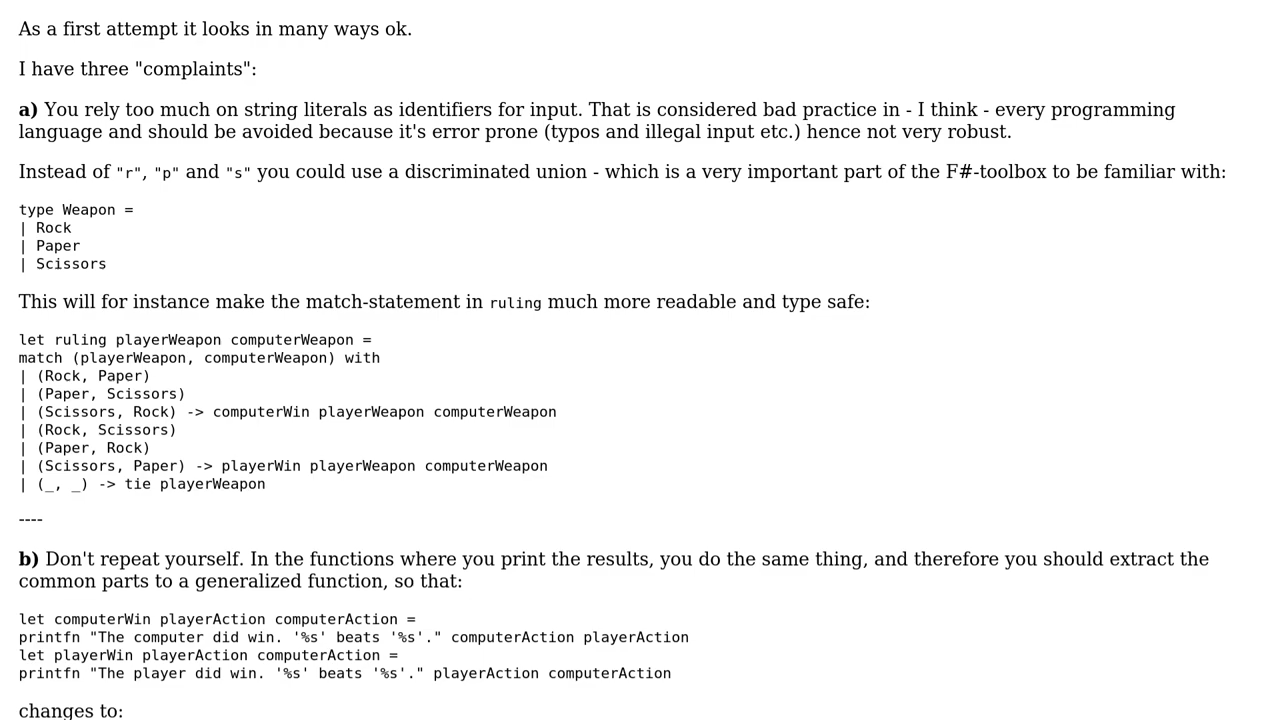 As a first attempt it looks in many ways ok.
I have three "complaints":
a) You rely too much on string literals as identifiers for input. That is considered bad practice in - I think - every programming
language and should be avoided because it's error prone (typos and illegal input etc.) hence not very robust.
Instead of "r", "p" and "s" you could use a discriminated union - which is a very important part of the F#-toolbox to be familiar with:
type Weapon =
| Rock
| Paper
| Scissors
This will for instance make the match-statement in ruling much more readable and type safe:
let ruling playerWeapon computerWeapon =
match (playerWeapon, computerWeapon) with
| (Rock, Paper)
| (Paper, Scissors)
| (Scissors, Rock) -> computerWin playerWeapon computerWeapon
| (Rock, Scissors)
| (Paper, Rock)
| (Scissors, Paper) -> playerWin playerWeapon computerWeapon
| (_, _) -> tie playerWeapon
----
b) Don't repeat yourself. In the functions where you print the results, you do the same thing, and therefore you should extract the
common parts to a generalized function, so that:
let computerWin playerAction computerAction =
printfn "The computer did win. '%s' beats '%s'." computerAction playerAction
let playerWin playerAction computerAction =
printfn "The player did win. '%s' beats '%s'." playerAction computerAction
changes to: